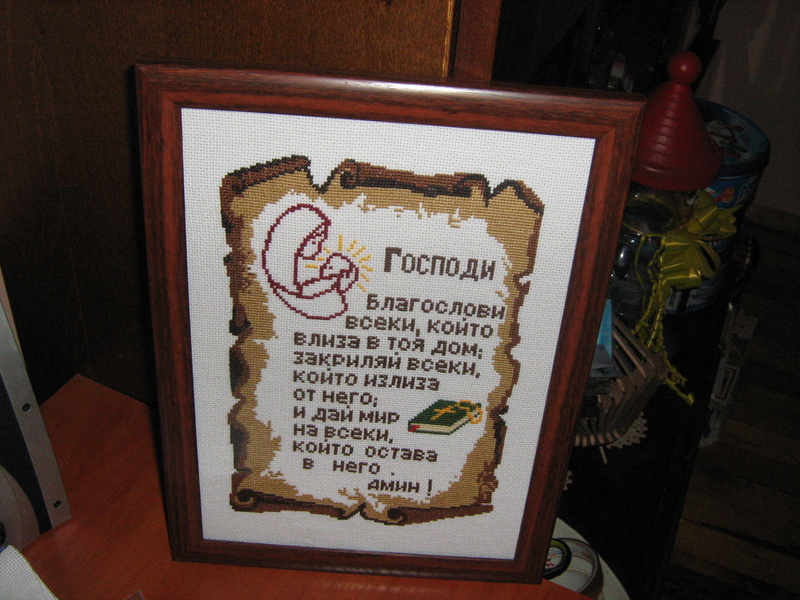 Господи
Благослови
всеки, който
влиза в тоя дом;
закриляй всеки,
който излиза
от него;
и дай мир
на всеки,
който остава
в него.
амин!